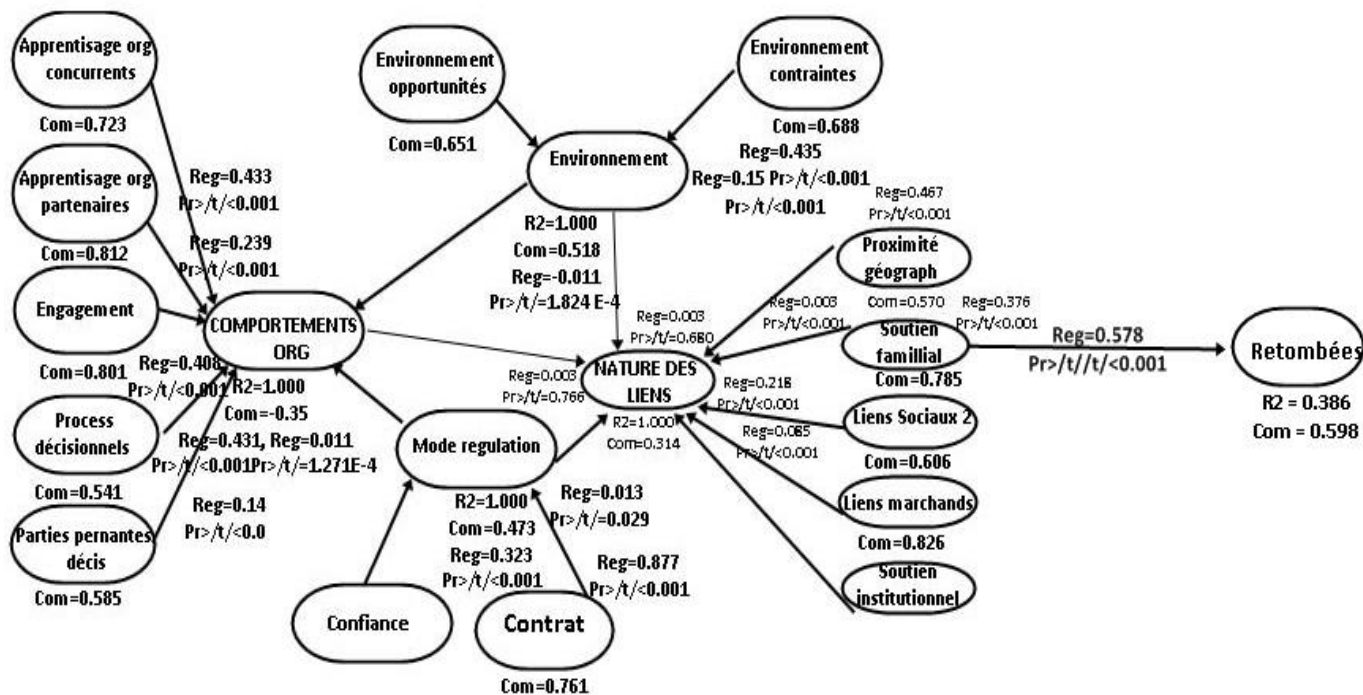 Apprentisage org
concurrents
Com=0.723
Apprentisage org
partenaires
Com=0.812
Engagement
Com=0.801
Process
décisionnels
Com=0.541
Parties pernantes
décis
Com=0.585
Reg=0.433
Pr>/t/<0.001
Reg=0.239
Pr>/t/<0.001
COMPORTEMENTS
ORG
Reg=0.408
Pr>/t/<0.001
R2=1.000
Com=-0.35
Reg=0.431, Reg=0.011
Pr>/t/<0.001Pr>/t/=1.271E-4
Reg=0.14
Pr>/t/<0.0
Environnement
opportunités
Com=0.651
Environnement
contraintes
Com=0.688
Reg=0.435
Reg=0.15 Pr>/t/<0.001
Pr>/t/<0.001
Environnement
R2=1.000
Com=0.518
Reg=-0.011
Pr>/t/=1.824 E-4
Reg=0.003
Pr>/t/=0.680
Reg=0.003
Pr>/t/=0.766
NATURE DES
LIENS
R2=1.000
Com=0.314
Mode regulation
R2=1.000
Com=0.473
Reg=0.323
Pr>/t/<0.001
Reg=0.013
Pr>/t/=0.029
Reg=0.877
Pr>/t/<0.001
Confiance
Contrat
Com=0.761
Reg=0.467
Pr>/t/<0.001
Proximité
géograph
Com=0.570
Reg=0.003
Pr>/t/<0.001
Reg=0.376
Pr>/t/<0.001
Soutien
famillial
Com=0.785
Pr>/t/<0.001
Liens Sociaux 2
Com=0.606
Pr>/t/<0.001
Liens marchands
Com=0.826
Soutien
institutionnel
Reg=0.578
Pr>/t//t/<0.001
Retombées
R2 = 0.386
Com = 0.598